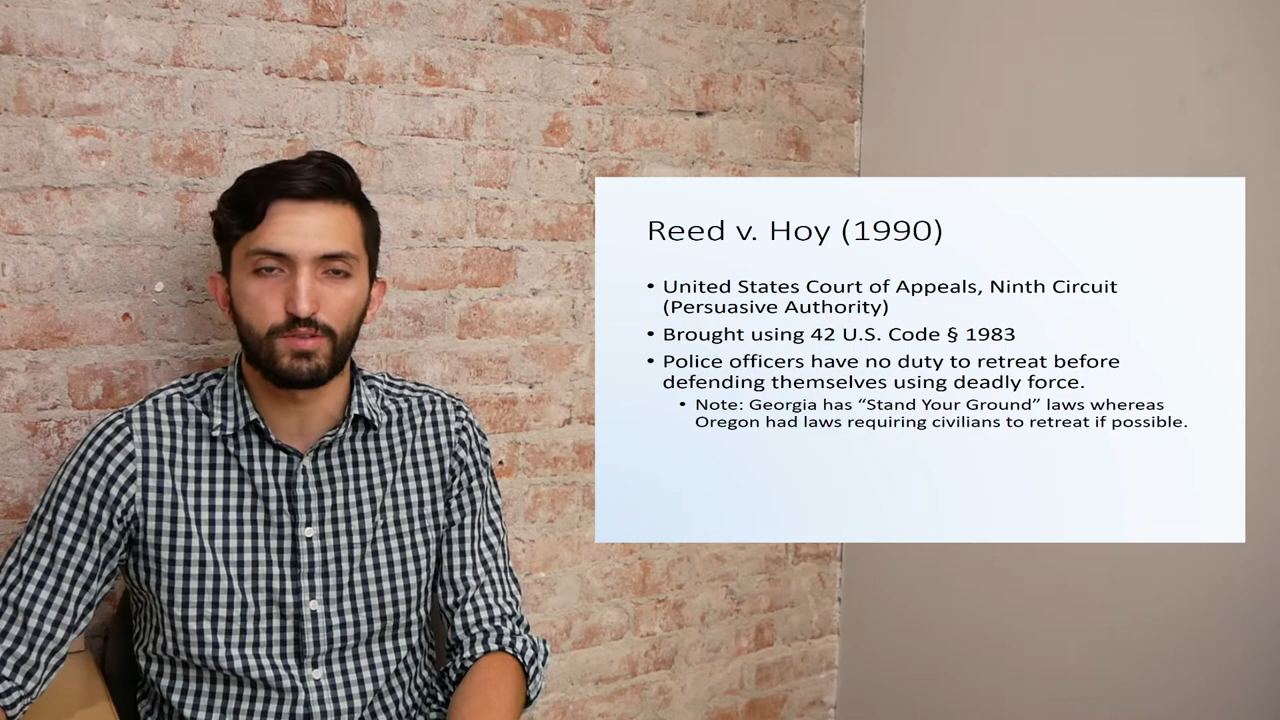 Reed v. Hoy (1990)
• United States Court of Appeals, Ninth Circuit
(Persuasive Authority)
• Brought using 42 U.S. Code § 1983
• Police officers have no duty to retreat before
defending themselves using deadly force.
• Note: Georgia has “Stand Your Ground” laws whereas
Oregon had laws requiring civilians to retreat if possible.